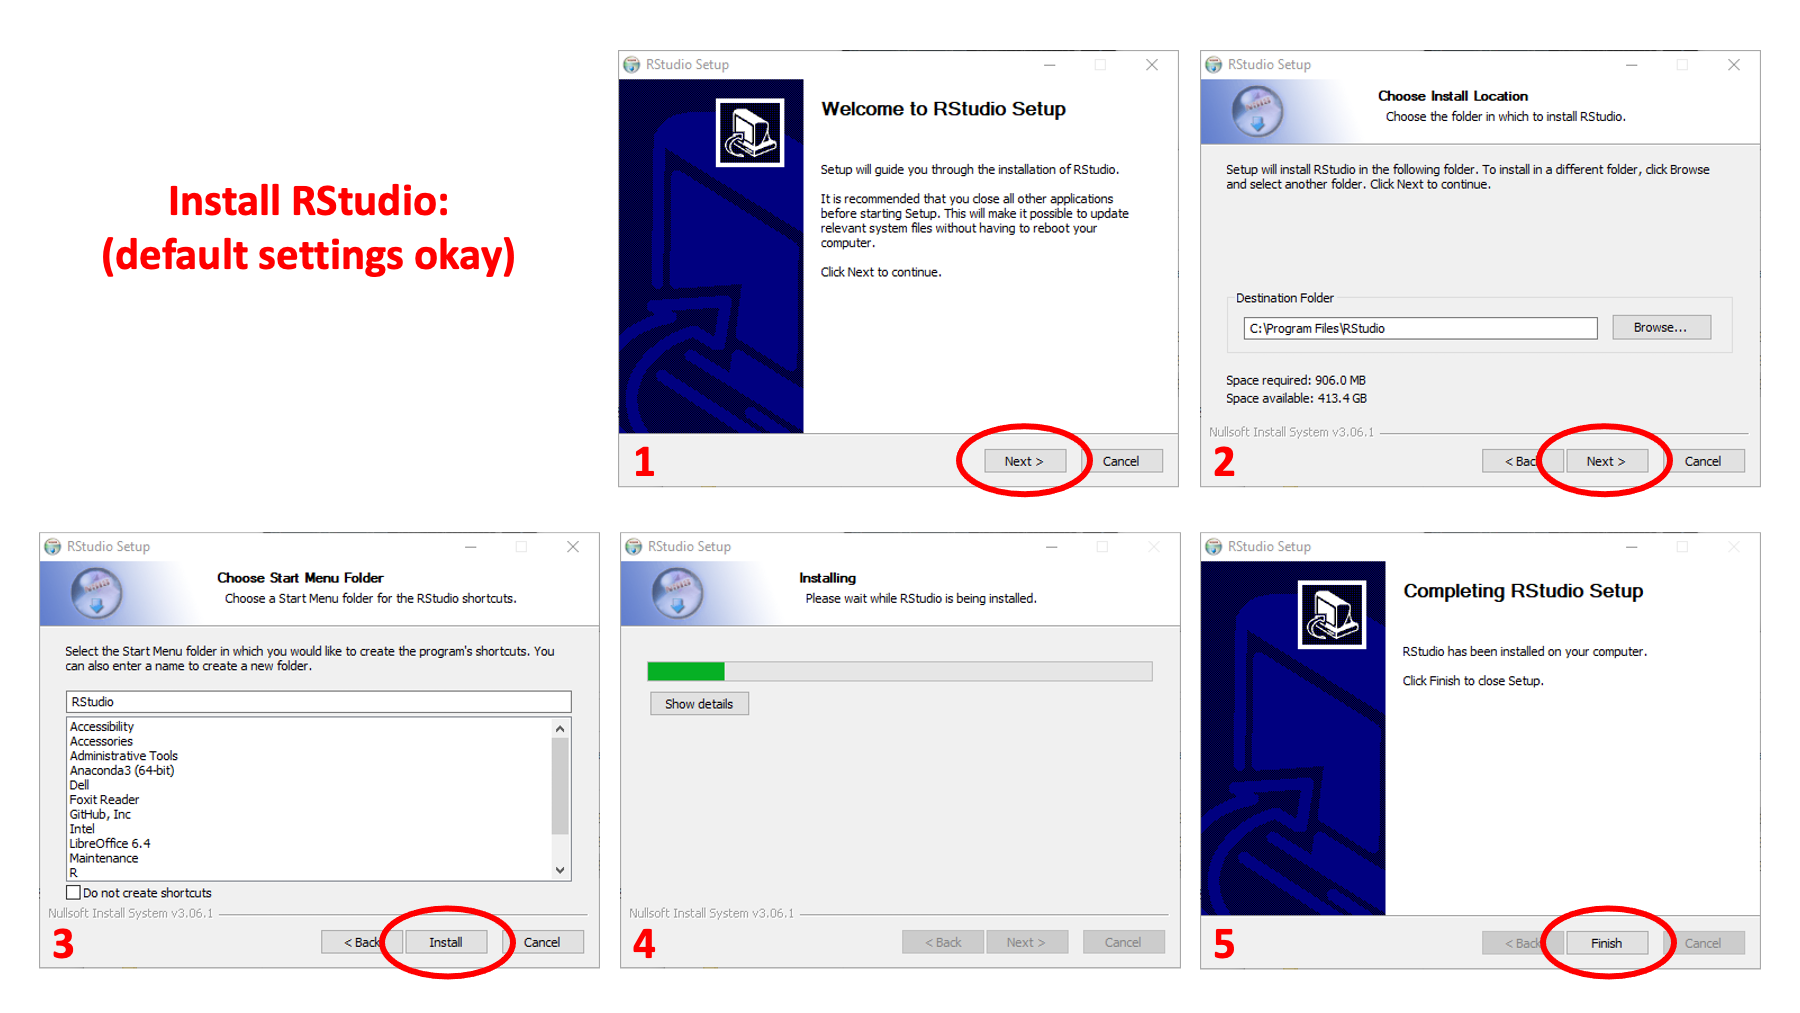 Install RStudio:
(default settings okay)
RStudio Setup
Welcome to RStudio Setup
Setup will guide you through the installation of RStudio.
It is recommended that you close all other applications
before starting Setup. This will make it possible to update
relevant system files without having to reboot your
computer.
Click Next to continue.
1
Next >
Cancel
RStudio Setup
Choose Install Location
Choose the folder in which to install RStudio.
Setup will install RStudio in the following folder. To install in a different folder, click Browse
and select another folder. Click Next to continue.
Destination Folder
C:\Program Files\RStudio
Browse...
Space required: 906.0 MB
Space available: 413.4 GB
Nullsoft Install System v3.06.1
2
< Back
Next >
Cancel
RStudio Setup
Choose Start Menu Folder
Choose a Start Menu folder for the RStudio shortcuts.
Select the Start Menu folder in which you would like to create the program's shortcuts. You
can also enter a name to create a new folder.
RStudio
Accessibility
Accessories
Administrative Tools
Anaconda3 (64-bit)
Dell
Foxit Reader
GitHub, Inc
Intel
LibreOffice 6.4
Maintenance
R
Do not create shortcuts
Nullsoft Install System v3.06.1
3
< Back
Install
Cancel
RStudio Setup
Installing
Please wait while RStudio is being installed.
Show details
Nullsoft Install System v3.06.1
4
< Back
Next >
Cancel
RStudio Setup
Completing RStudio Setup
RStudio has been installed on your computer.
Click Finish to close Setup.
5
< Back
Finish
Cancel